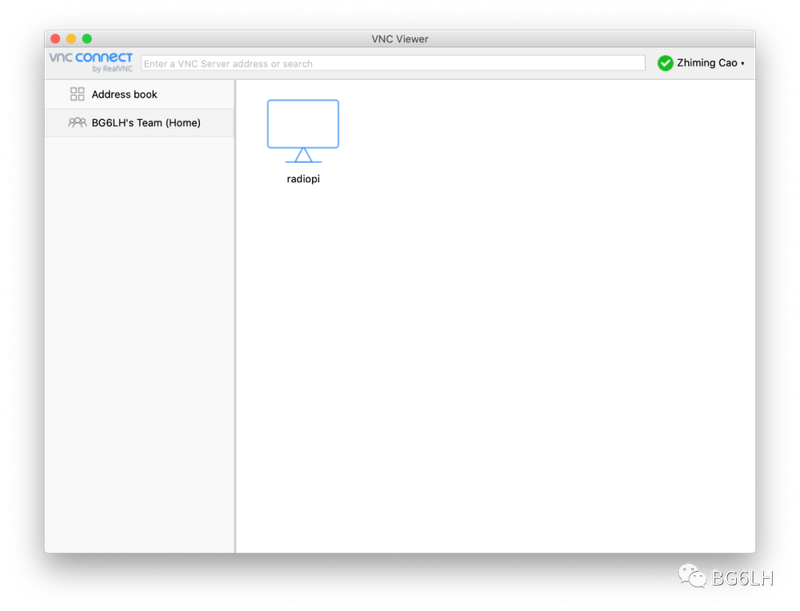 VNC Viewer
vnc connect
by RealVNC
Enter a VNC Server address or search
Zhiming Cao
Address book
BG6LH's Team (Home)
radiopi
BG6LH